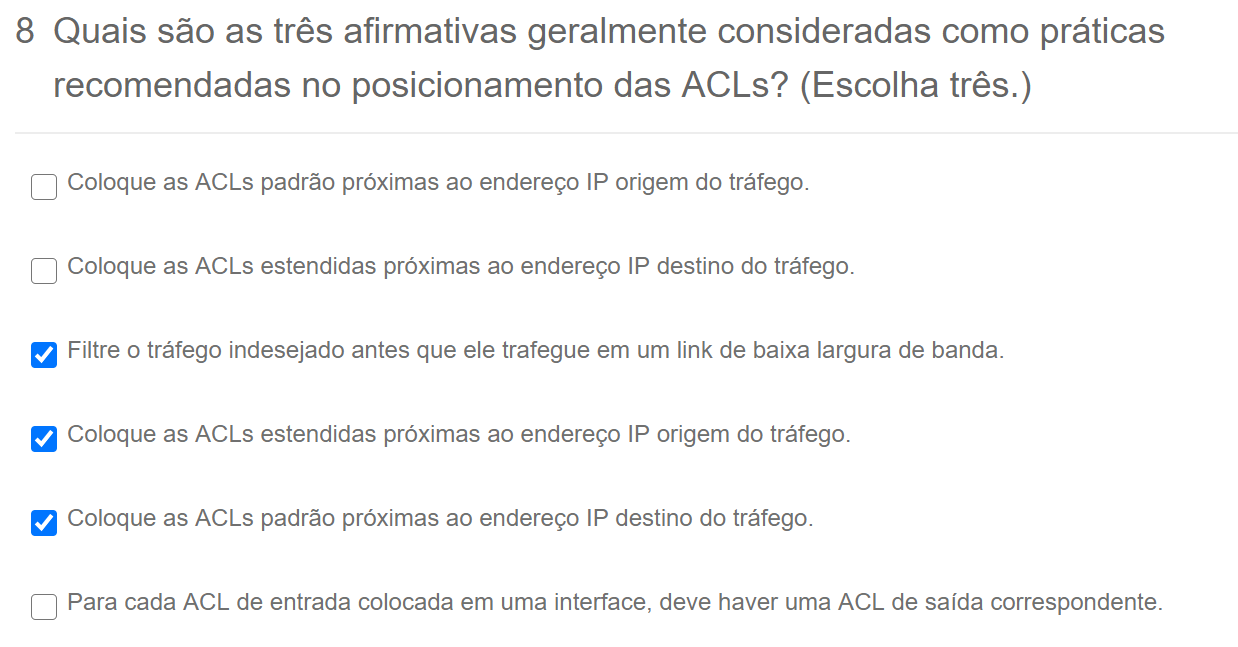 8 Quais são as três afirmativas geralmente consideradas como práticas
recomendadas no posicionamento das ACLs? (Escolha três.)
Coloque as ACLs padrão próximas ao endereço IP origem do tráfego.
Coloque as ACLs estendidas próximas ao endereço IP destino do tráfego.
Filtre o tráfego indesejado antes que ele trafegue em um link de baixa largura de banda.
Coloque as ACLs estendidas próximas ao endereço IP origem do tráfego.
Coloque as ACLs padrão próximas ao endereço IP destino do tráfego.
Para cada ACL de entrada colocada em uma interface, deve haver uma ACL de saída correspondente.